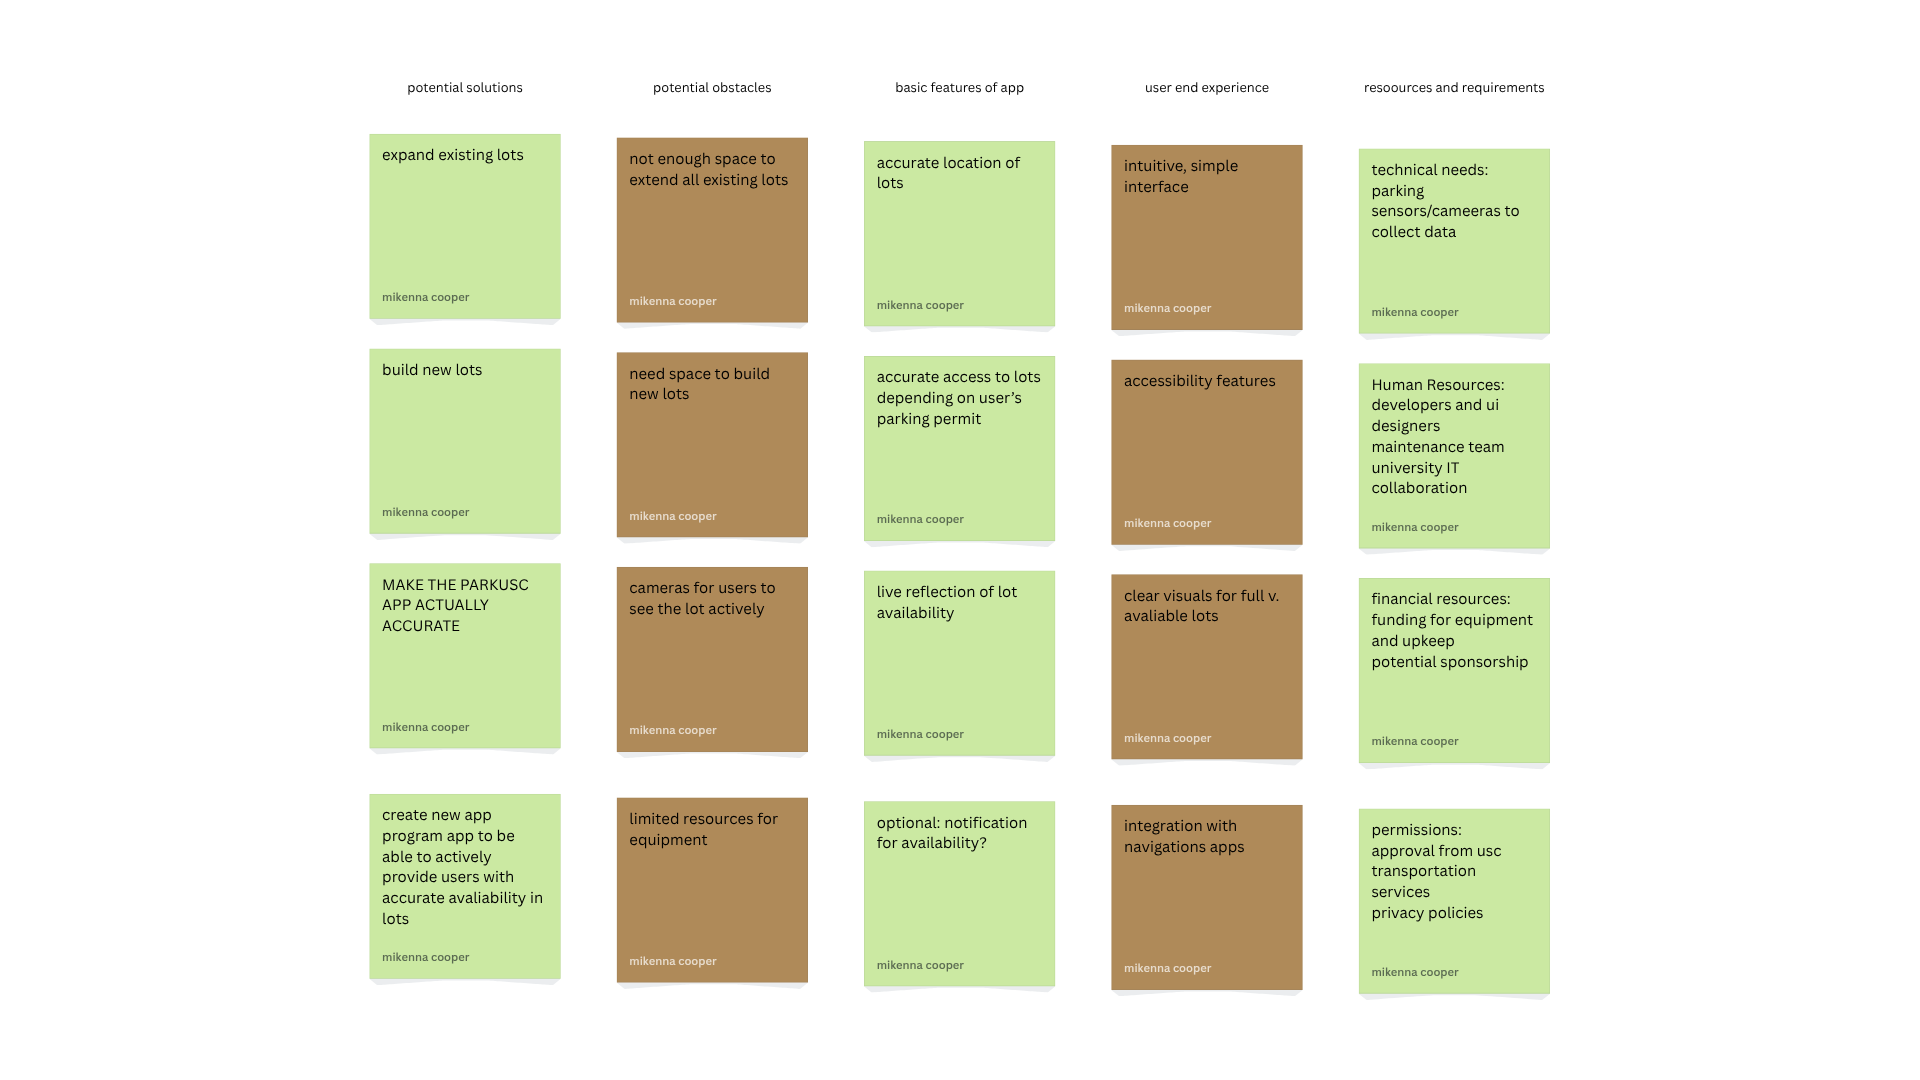 potential solutions
potential obstacles
basic features of app
user end experience
resoources and requirements
expand existing lots
mikenna cooper
not enough space to
extend all existing lots
mikenna cooper
accurate location of
lots
mikenna cooper
intuitive, simple
interface
mikenna cooper
technical needs:
parking
sensors/cameeras to
collect data
mikenna cooper
build new lots
mikenna cooper
need space to build
new lots
mikenna cooper
accurate access to lots
depending on user’s
parking permit
mikenna cooper
accessibility features
mikenna cooper
Human Resources:
developers and ui
designers
maintenance team
university IT
collaboration
mikenna cooper
MAKE THE PARKUSC
APP ACTUALLY
ACCURATE
mikenna cooper
cameras for users to
see the lot actively
mikenna cooper
live reflection of lot
availability
mikenna cooper
clear visuals for full v.
avaliable lots
mikenna cooper
financial resources:
funding for equipment
and upkeep
potential sponsorship
mikenna cooper
create new app
program app to be
able to actively
provide users with
accurate avaliability in
lots
mikenna cooper
limited resources for
equipment
mikenna cooper
optional: notification
for availability?
mikenna cooper
integration with
navigations apps
mikenna cooper
permissions:
approval from usc
transportation
services
privacy policies
mikenna cooper